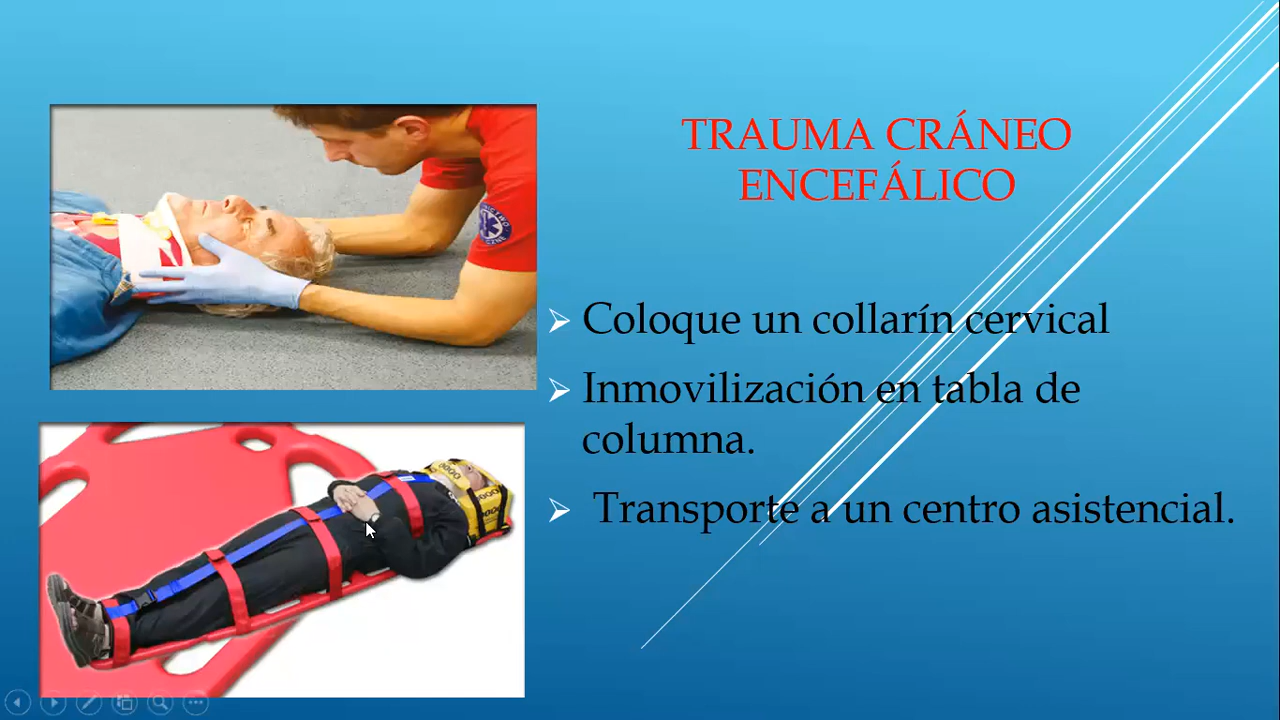 TRAUMA CRÁNEO
ENCEFÁLICO
Coloque un collarín cervical
Inmovilización en tabla de
columna.
Transporte a un centro asistencial.